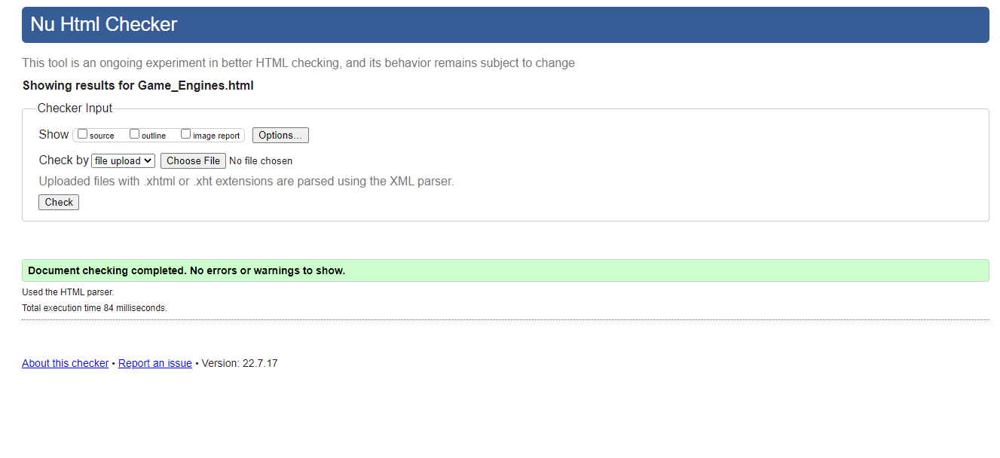 Nu Html Checker
This tool is an ongoing experiment in better HTML checking, and its behavior remains subject to change
Showing results for Game_Engines.html
Checker Input
Show source outline image report Options...
Check by file upload Choose File No file chosen
Uploaded files with .xhtml or .xht extensions are parsed using the XML parser.
Check
Document checking completed. No errors or warnings to show.
Used the HTML parser.
Total execution time 84 milliseconds.
About this checker • Report an issue • Version: 22.7.17